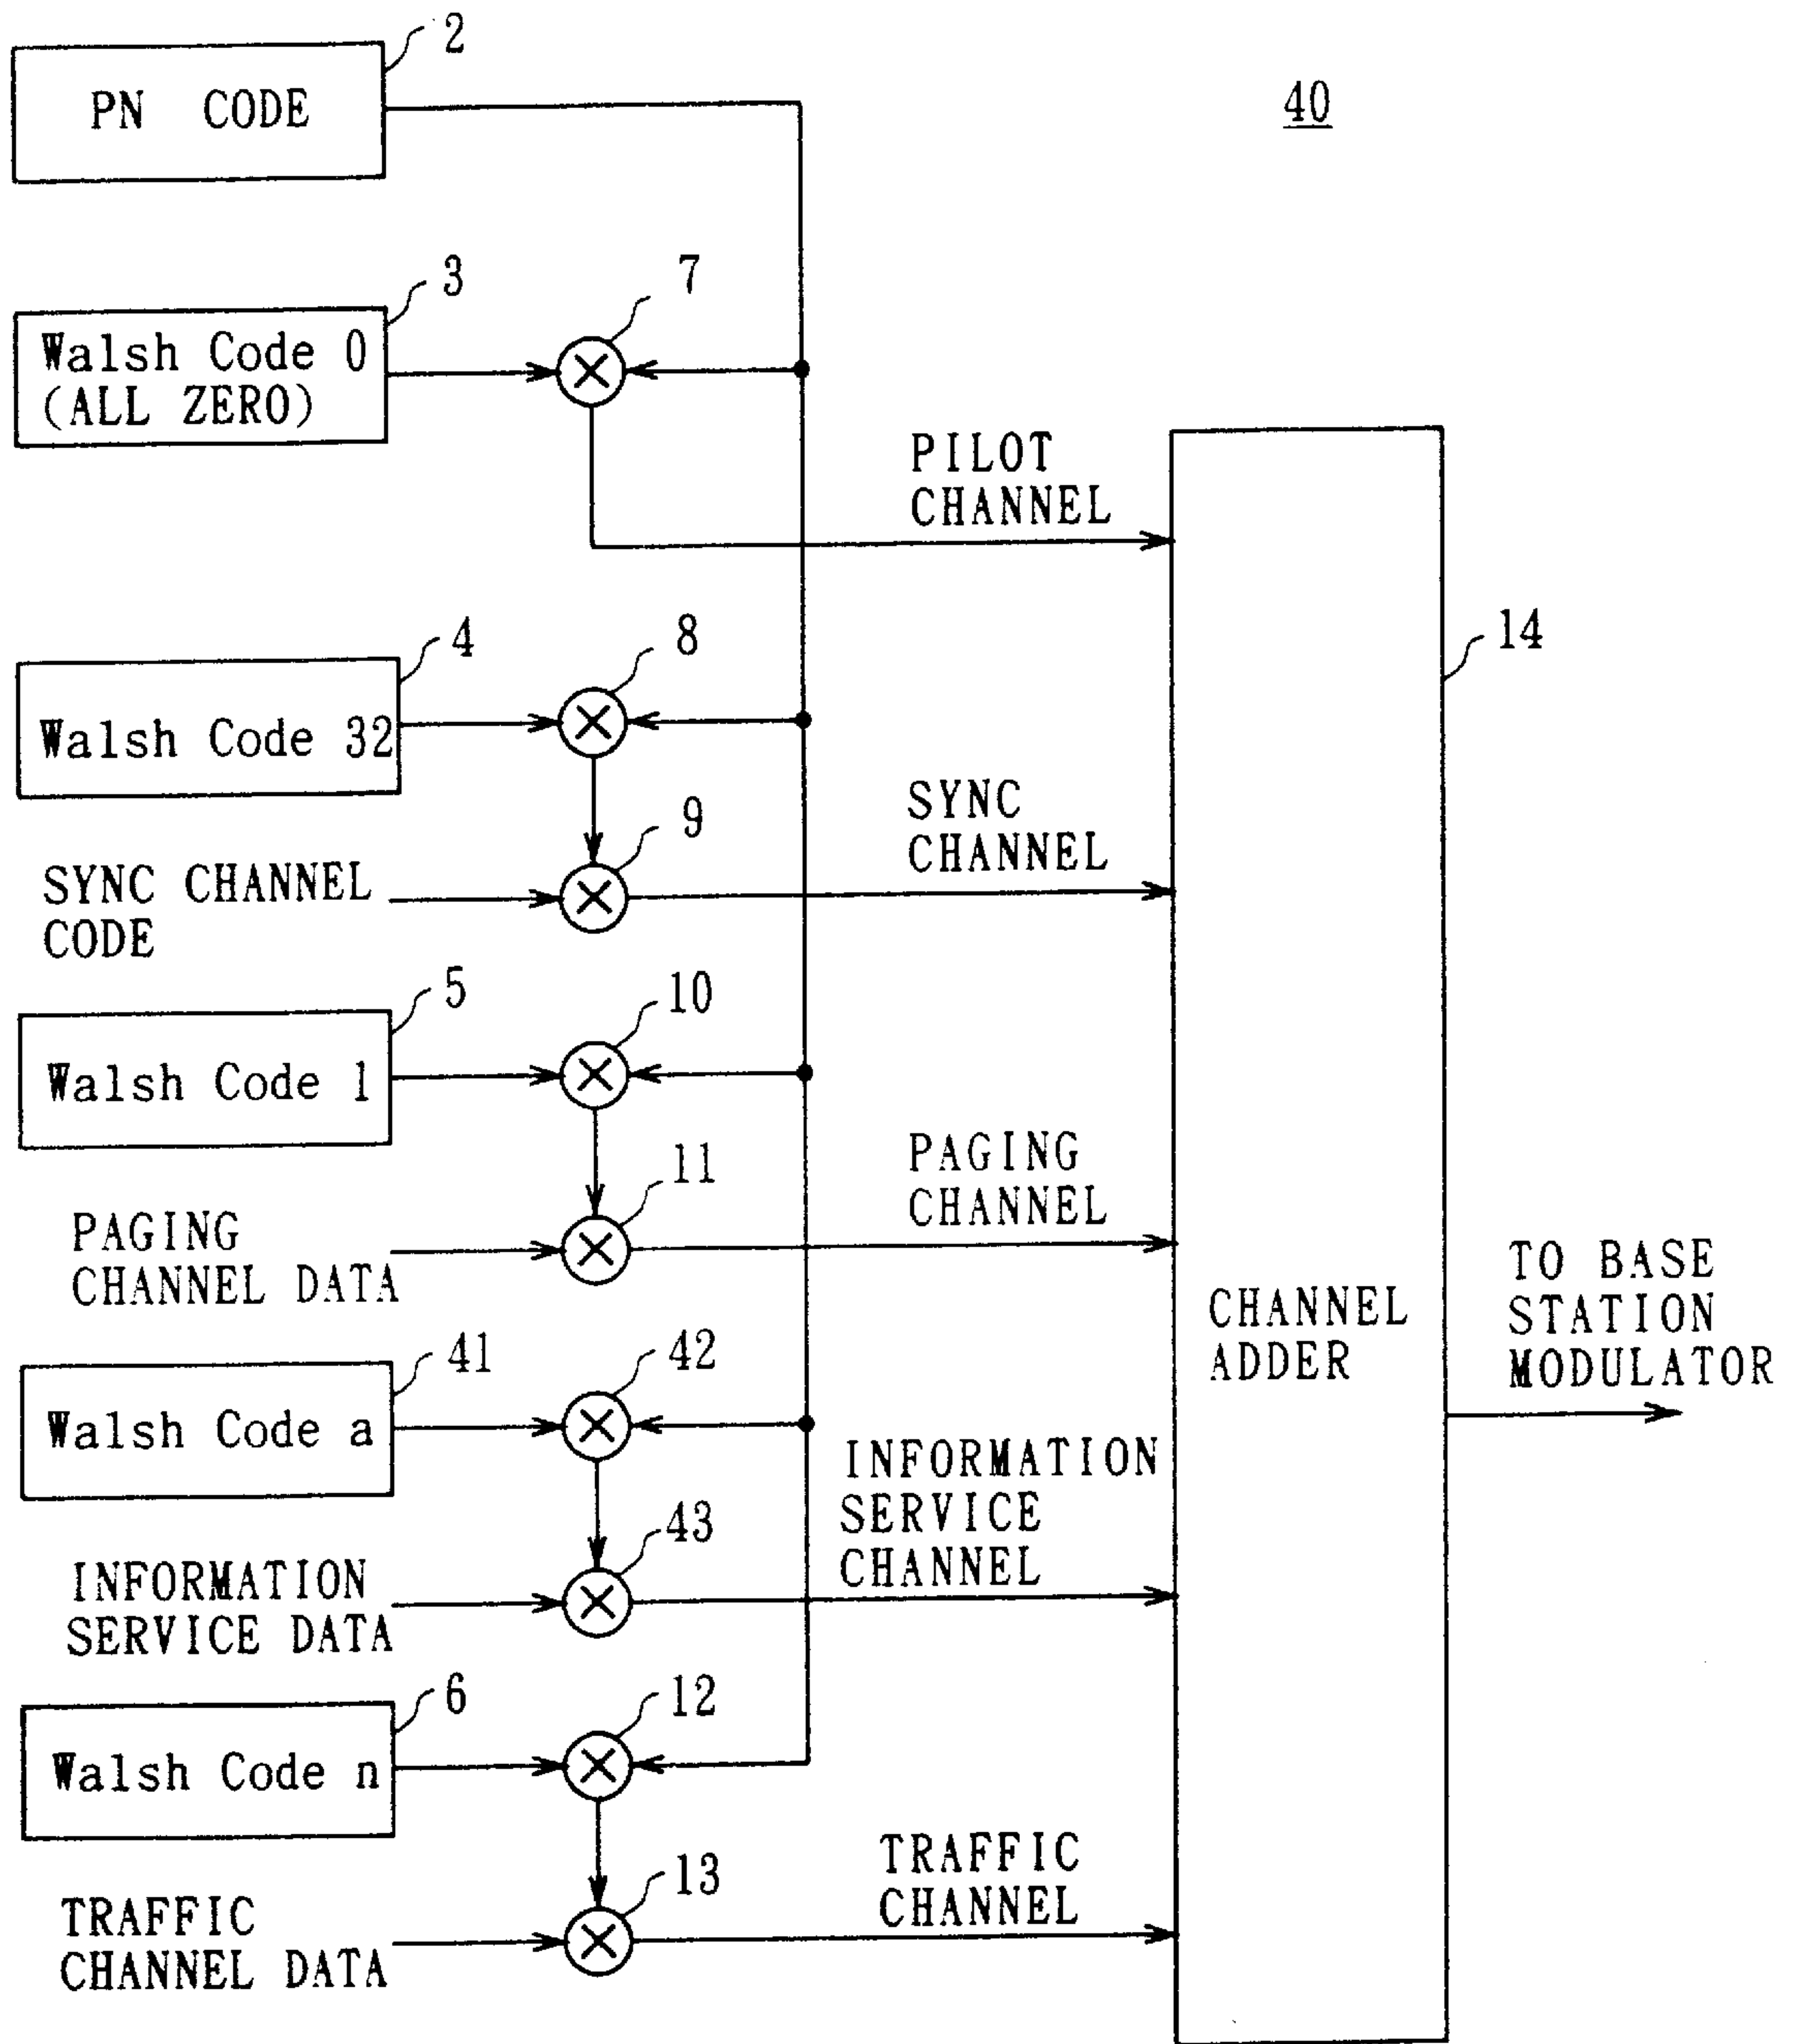 2
PN CODE
40
3
7
Walsh Code 0
(ALL ZERO)
PILOT
CHANNEL
4
8
14
Walsh Code 32
9
SYNC
CHANNEL
SYNC CHANNEL
CODE
5
10
Walsh Code 1
11
PAGING
CHANNEL
PAGING
CHANNEL DATA
CHANNEL
ADDER
TO BASE
STATION
MODULATOR
41
42
Walsh Code a
43
INFORMATION
SERVICE
CHANNEL
INFORMATION
SERVICE DATA
6
12
Walsh Code n
13
TRAFFIC
CHANNEL
TRAFFIC
CHANNEL DATA